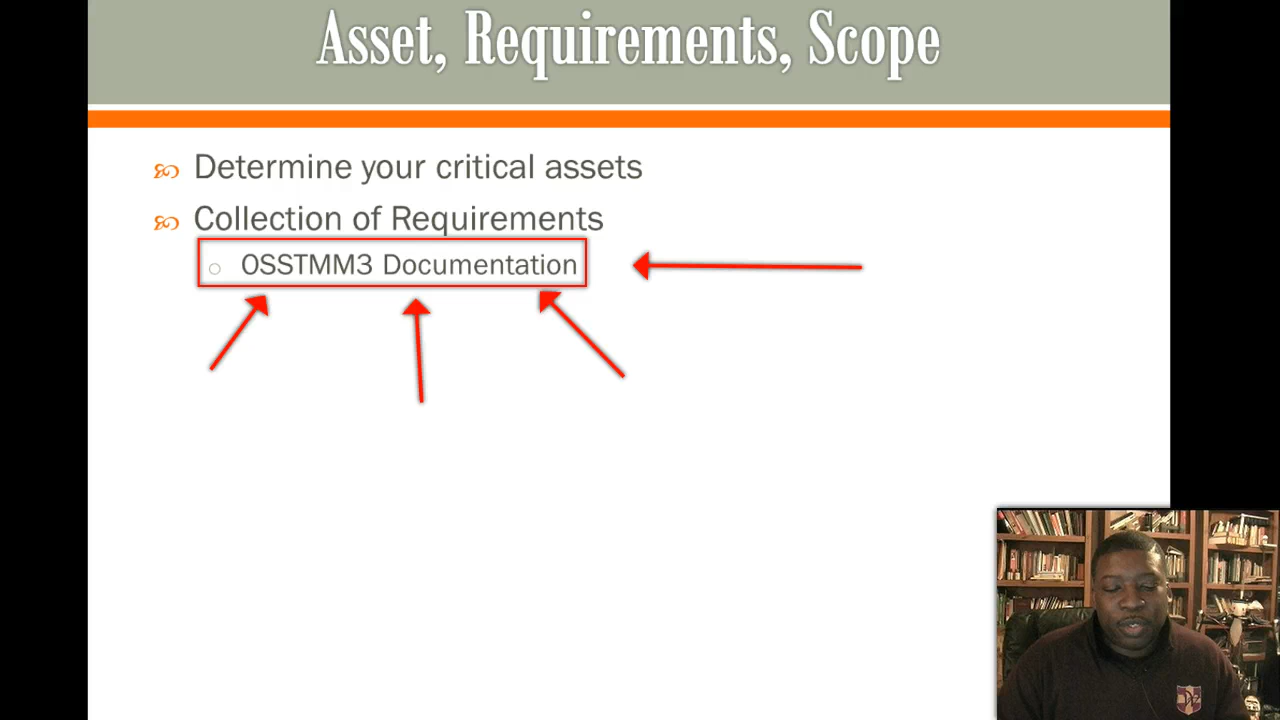 Asset, Requirements, Scope
Determine your critical assets
Collection of Requirements
OSSTMM3 Documentation